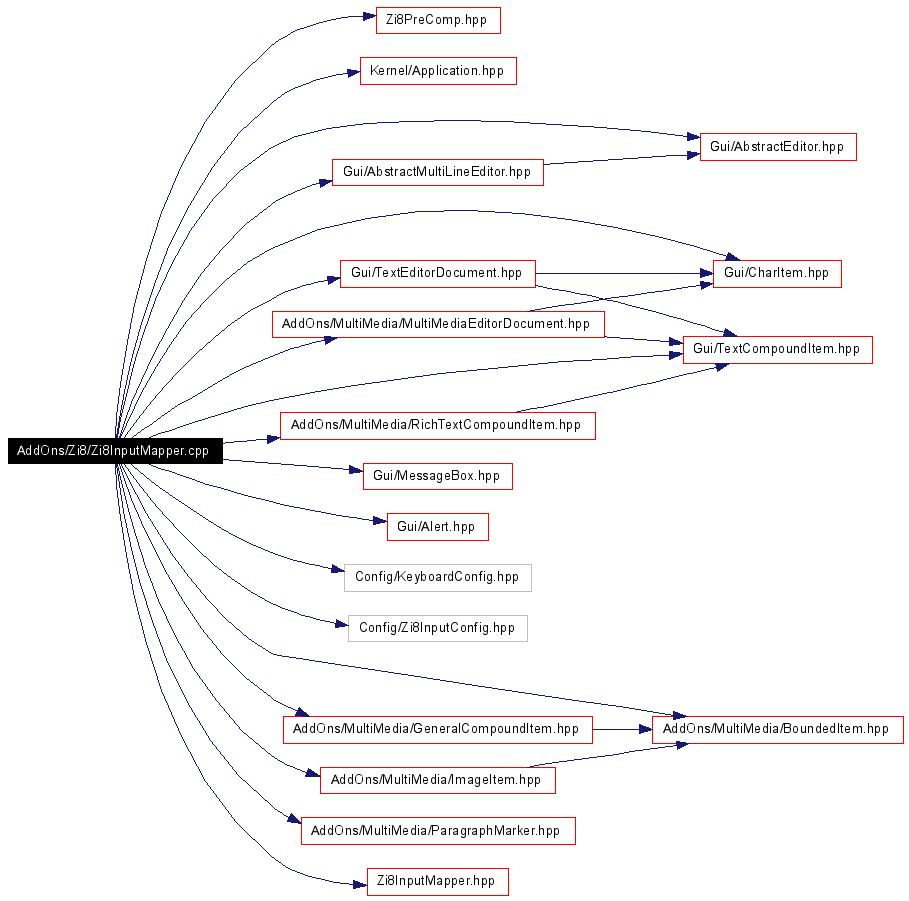 Zi8PreComp.hpp
Kernel/Application.hpp
Gui/AbstractEditor.hpp
Gui/AbstractMultiLineEditor.hpp
Gui/TextEditorDocument.hpp
Gui/CharItem.hpp
AddOns/MultiMedia/MultiMediaEditorDocument.hpp
Gui/TextCompoundItem.hpp
AddOns/MultiMedia/RichTextCompoundItem.hpp
AddOns/Zi8/Zi8InputMapper.cpp
Gui/MessageBox.hpp
Gui/Alert.hpp
Config/KeyboardConfig.hpp
Config/Zi8InputConfig.hpp
AddOns/MultiMedia/GeneralCompoundItem.hpp
AddOns/MultiMedia/BoundedItem.hpp
AddOns/MultiMedia/ImageItem.hpp
AddOns/MultiMedia/ParagraphMarker.hpp
Zi8InputMapper.hpp